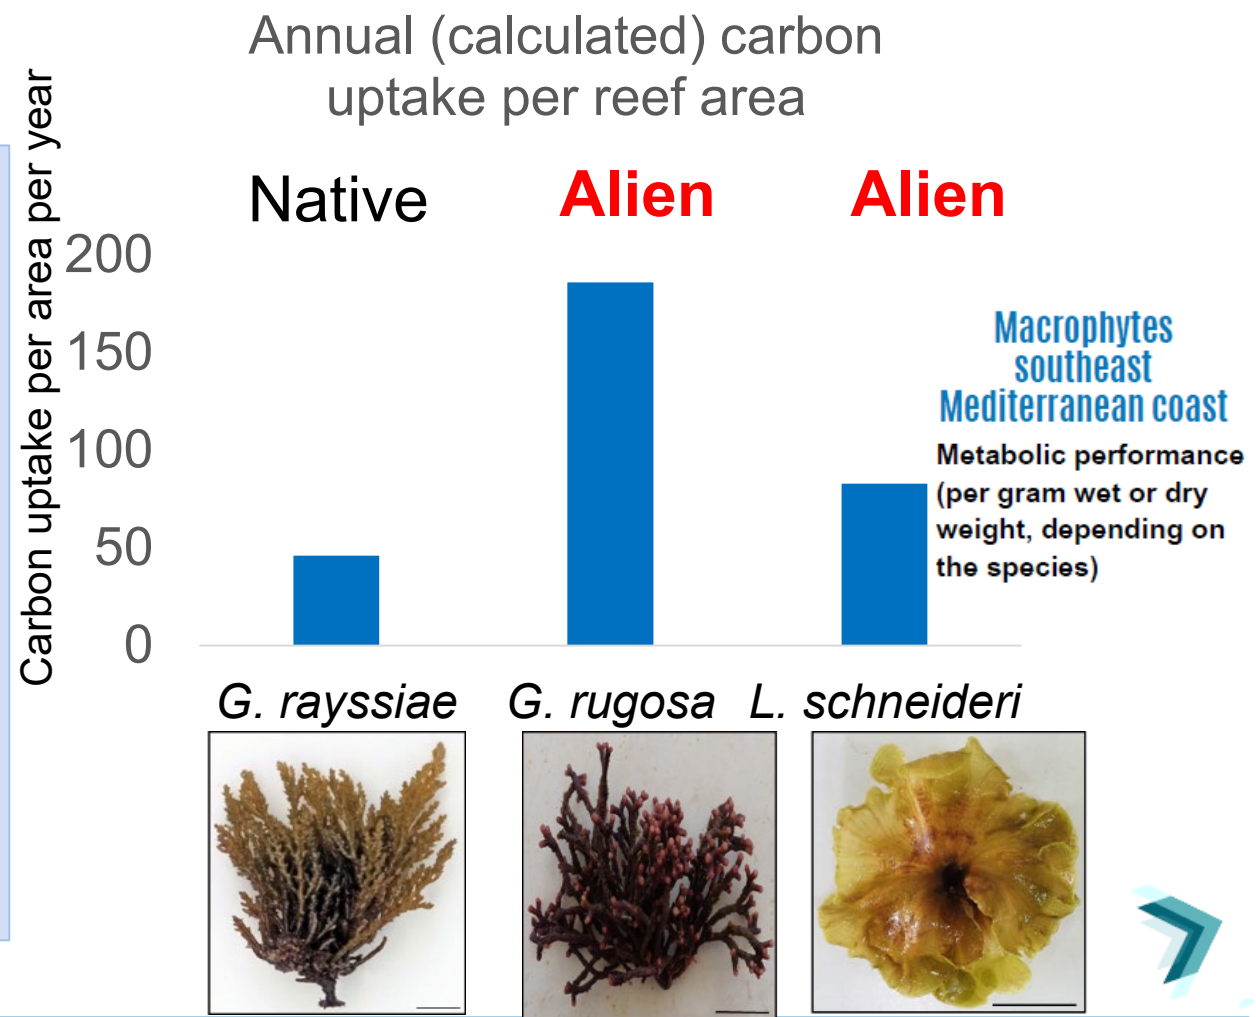 Annual (calculated) carbon
uptake per reef area
Carbon uptake per area per year
Native
Alien
Alien
200
150
100
50
0
Macrophytes
southeast
Mediterranean coast
Metabolic performance
(per gram wet or dry
weight, depending on
the species)
G. rayssiae
G. rugosa
L. schneideri